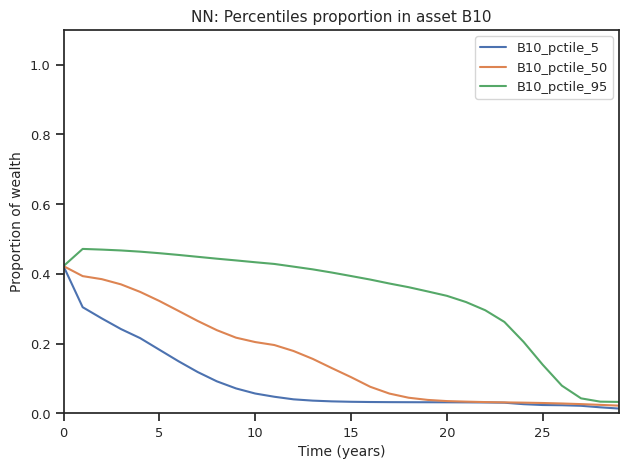 NN: Percentiles proportion in asset B10
B10_pctile_5
B10_pctile_50
B10_pctile_95
Proportion of wealth
1.0
0.8
0.6
0.4
0.2
0.0
0 5 10 15 20 25
Time (years)